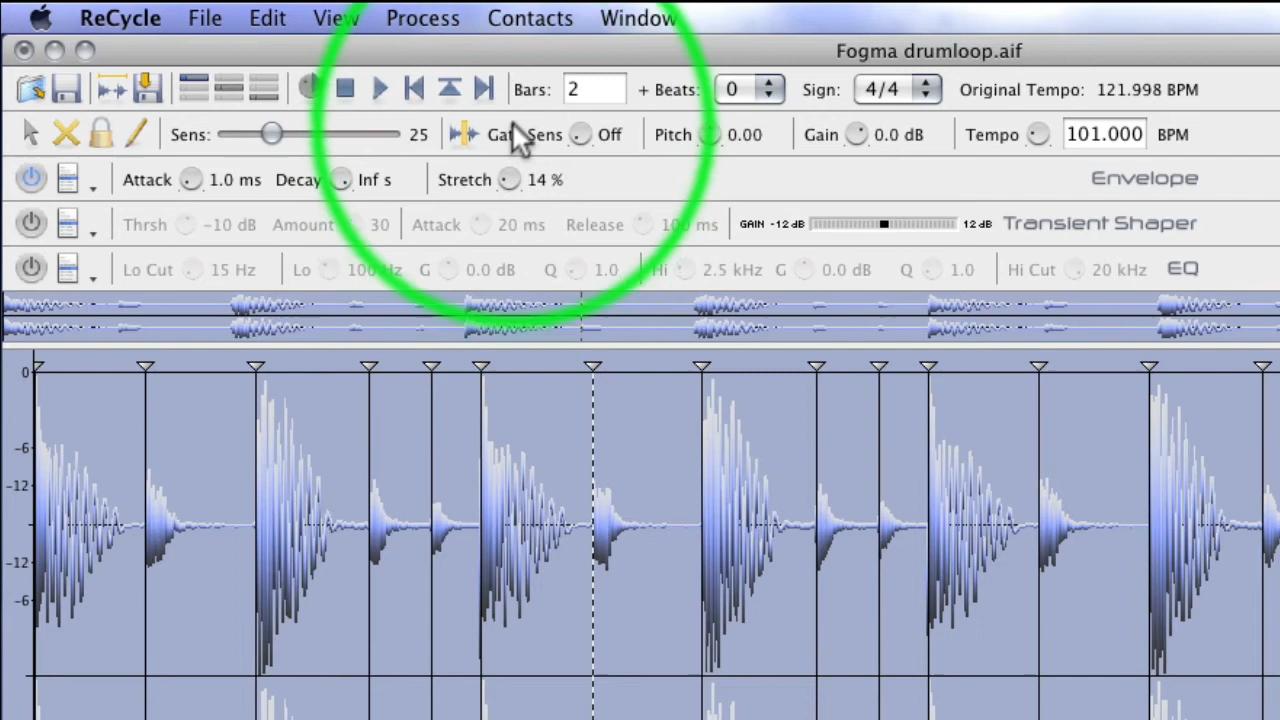 ReCycle File Edit View Process Contacts Window
Fogma drumloop.aif
Bars: 2 + Beats: 0 Sign: 4/4 Original Tempo: 121.998 BPM
Sens: 25 Sens Off Pitch 0.00 Gain 0.0 dB Tempo 101.000 BPM
Attack 1.0 ms Decay Inf s Stretch 14 % Envelope
Thrsh -10 dB Amount 30 Attack 20 ms Release 100 ms GAIN -12 dB 12 dB Transient Shaper
Lo Cut 15 Hz Lo 100 Hz G 0.0 dB Q 1.0 Hi 2.5 kHz G 0.0 dB Q 1.0 Hi Cut 20 kHz EQ
0
-6
-12
-12
-6